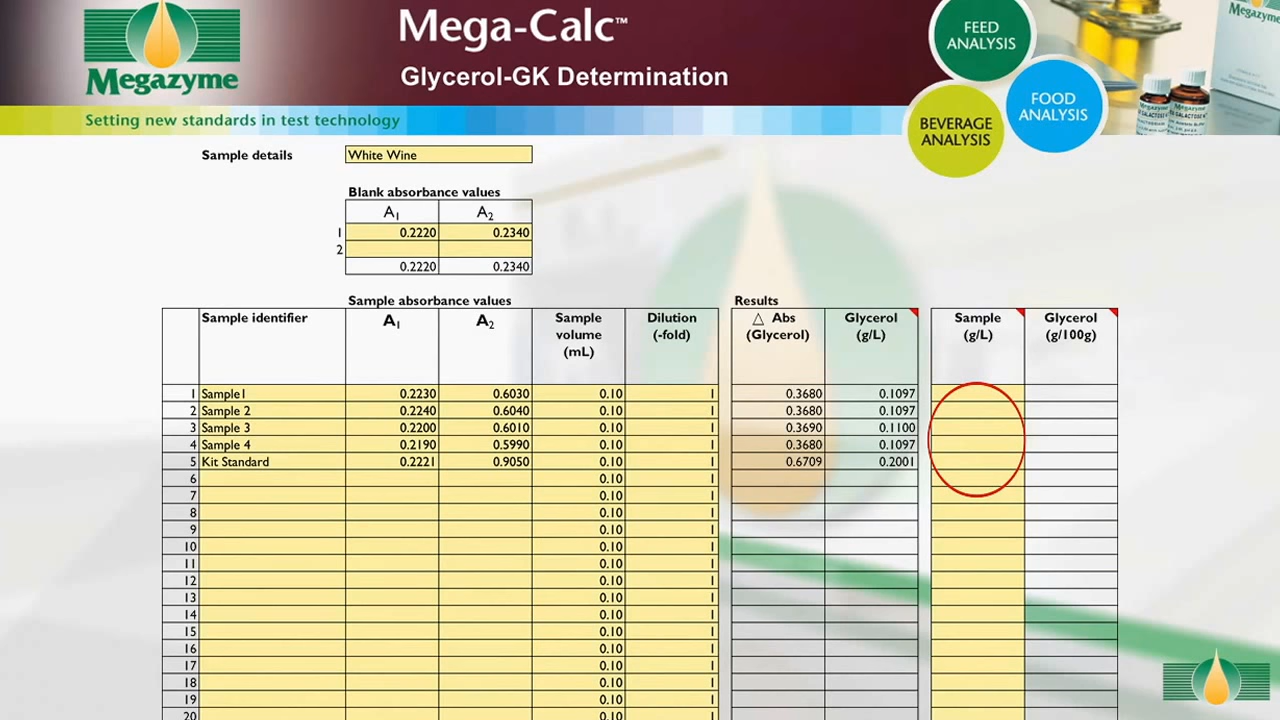 Megazyme
Mega-Calc™
Glycerol-GK Determination
FEED
ANALYSIS
FOOD
ANALYSIS
BEVERAGE
ANALYSIS
Megazyme
Setting new standards in test technology
Sample details White Wine
Blank absorbance values
A1 A2
1 0.2220 0.2340
2
0.2220 0.2340
Sample absorbance values Results
Sample identifier A1 A2 Sample volume (mL) Dilution (-fold) △ Abs (Glycerol) Glycerol (g/L) Sample (g/L) Glycerol (g/100g)
1 Sample1 0.2230 0.6030 0.10 1 0.3680 0.1097
2 Sample 2 0.2240 0.6040 0.10 1 0.3680 0.1097
3 Sample 3 0.2200 0.6010 0.10 1 0.3690 0.1100
4 Sample 4 0.2190 0.5990 0.10 1 0.3680 0.1097
5 Kit Standard 0.2221 0.9050 0.10 1 0.6709 0.2001
6 0.10 1
7 0.10 1
8 0.10 1
9 0.10 1
10 0.10 1
11 0.10 1
12 0.10 1
13 0.10 1
14 0.10 1
15 0.10 1
16 0.10 1
17 0.10 1
18 0.10 1
19 0.10 1
20 0.10 1